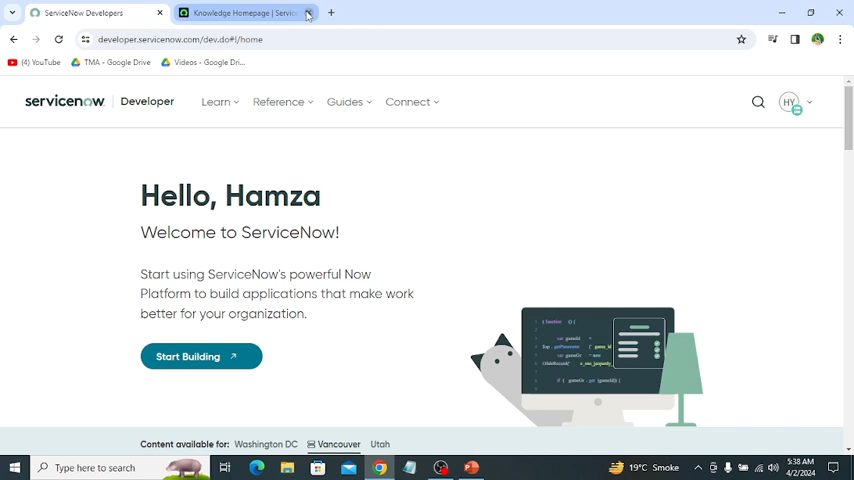 ServiceNow Developers
Knowledge Homepage | Servic
developer.servicenow.com/dev.do#!/home
(4) YouTube
TMA - Google Drive
Videos - Google Dri...
servicenow
Developer
Learn
Reference
Guides
Connect
HY
Hello, Hamza
Welcome to ServiceNow!
Start using ServiceNow's powerful Now
Platform to build applications that make work
better for your organization.
Start Building
Content available for: Washington DC Vancouver Utah
Type here to search
19°C Smoke
5:38 AM
4/2/2024